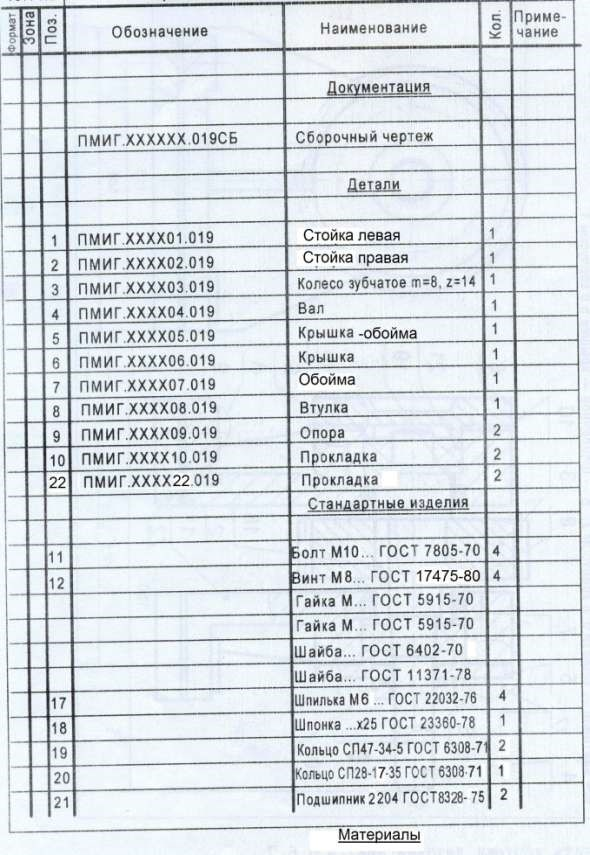 Формат Зона Поз. Обозначение Наименование Кол. Приме-
чание
Документация
ПМИГ.XXXXXX.019СБ Сборочный чертеж
Детали
1 ПМИГ.XXXX01.019 Стойка левая 1
2 ПМИГ.XXXX02.019 Стойка правая 1
3 ПМИГ.XXXX03.019 Колесо зубчатое m=8, z=14 1
4 ПМИГ.XXXX04.019 Вал 1
5 ПМИГ.XXXX05.019 Крышка -обойма 1
6 ПМИГ.XXXX06.019 Крышка 1
7 ПМИГ.XXXX07.019 Обойма 1
8 ПМИГ.XXXX08.019 Втулка 1
9 ПМИГ.XXXX09.019 Опора 2
10 ПМИГ.XXXX10.019 Прокладка 2
22 ПМИГ.XXXX22.019 Прокладка 2
Стандартные изделия
11 Болт М10... ГОСТ 7805-70 4
12 Винт М8... ГОСТ 17475-80 4
Гайка М... ГОСТ 5915-70
Гайка М... ГОСТ 5915-70
Шайба... ГОСТ 6402-70
Шайба... ГОСТ 11371-78
17 Шпилька М6 ... ГОСТ 22032-76 4
18 Шпонка ...х25 ГОСТ 23360-78 1
19 Кольцо СП47-34-5 ГОСТ 6308-71 2
20 Кольцо СП28-17-35 ГОСТ 6308-71 1
21 Подшипник 2204 ГОСТ8328- 75 2
Материалы